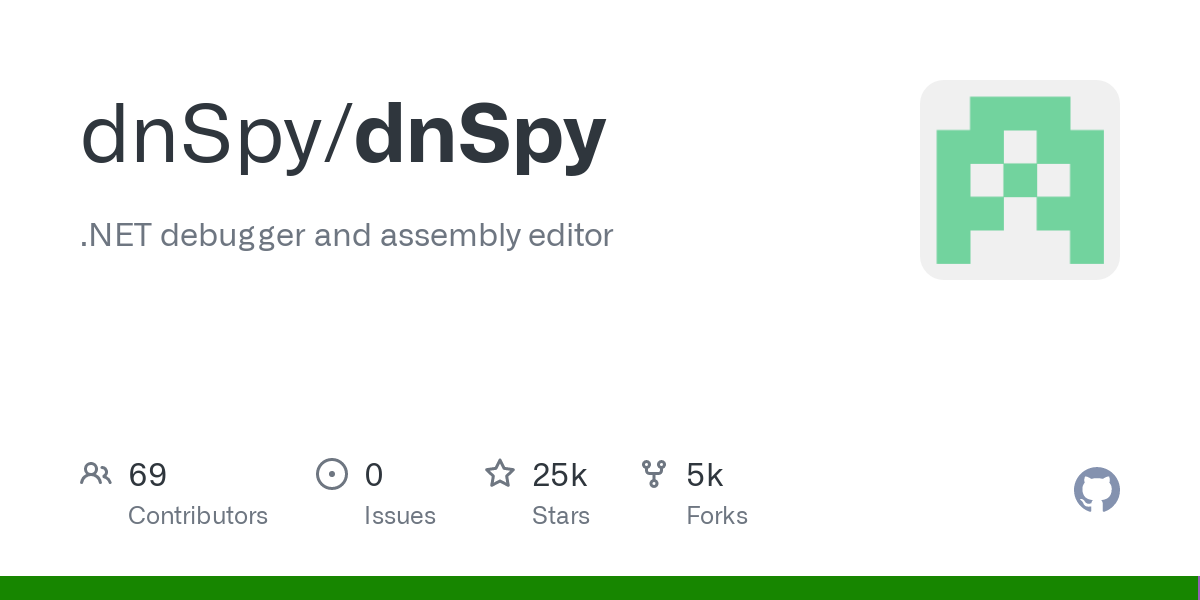 dnSpy/dnSpy
.NET debugger and assembly editor
69 0 25k 5k
Contributors Issues Stars Forks